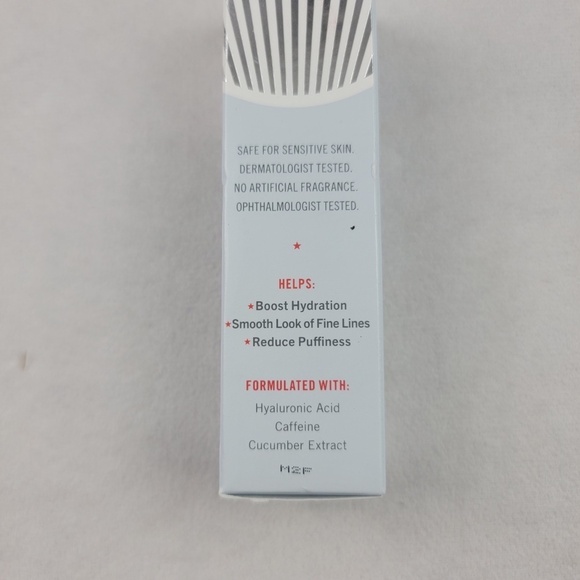 SAFE FOR SENSITIVE SKIN.
DERMATOLOGIST TESTED.
NO ARTIFICIAL FRAGRANCE.
OPHTHALMOLOGIST TESTED.
HELPS:
★Boost Hydration
★Smooth Look of Fine Lines
★Reduce Puffiness
FORMULATED WITH:
Hyaluronic Acid
Caffeine
Cucumber Extract
M2F